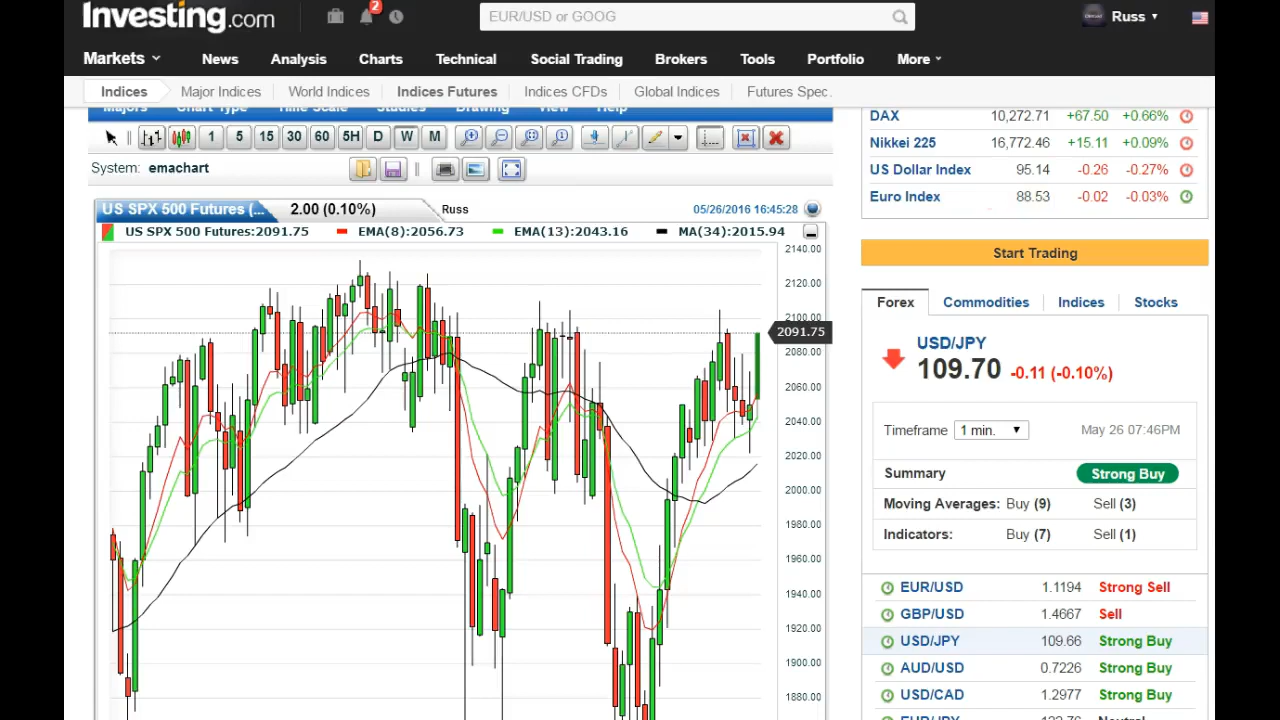 Investing.com
2
EUR/USD or GOOG
Russ
Markets News Analysis Charts Technical Social Trading Brokers Tools Portfolio More
Indices Major Indices World Indices Indices Futures Indices CFDs Global Indices Futures Spec.
Majors Chart Type Time Scale Studies Drawing View Help
1 5 15 30 60 5H D W M
System: emachart
US SPX 500 Futures (... 2.00 (0.10%) Russ 05/26/2016 16:45:28
US SPX 500 Futures:2091.75 EMA(8):2056.73 EMA(13):2043.16 MA(34):2015.94
2140.00
2120.00
2100.00
2091.75
2080.00
2060.00
2040.00
2020.00
2000.00
1980.00
1960.00
1940.00
1920.00
1900.00
1880.00
DAX 10,272.71 +67.50 +0.66%
Nikkei 225 16,772.46 +15.11 +0.09%
US Dollar Index 95.14 -0.26 -0.27%
Euro Index 88.53 -0.02 -0.03%
Start Trading
Forex Commodities Indices Stocks
USD/JPY
109.70 -0.11 (-0.10%)
Timeframe 1 min. May 26 07:46PM
Summary Strong Buy
Moving Averages: Buy (9) Sell (3)
Indicators: Buy (7) Sell (1)
EUR/USD 1.1194 Strong Sell
GBP/USD 1.4667 Sell
USD/JPY 109.66 Strong Buy
AUD/USD 0.7226 Strong Buy
USD/CAD 1.2977 Strong Buy